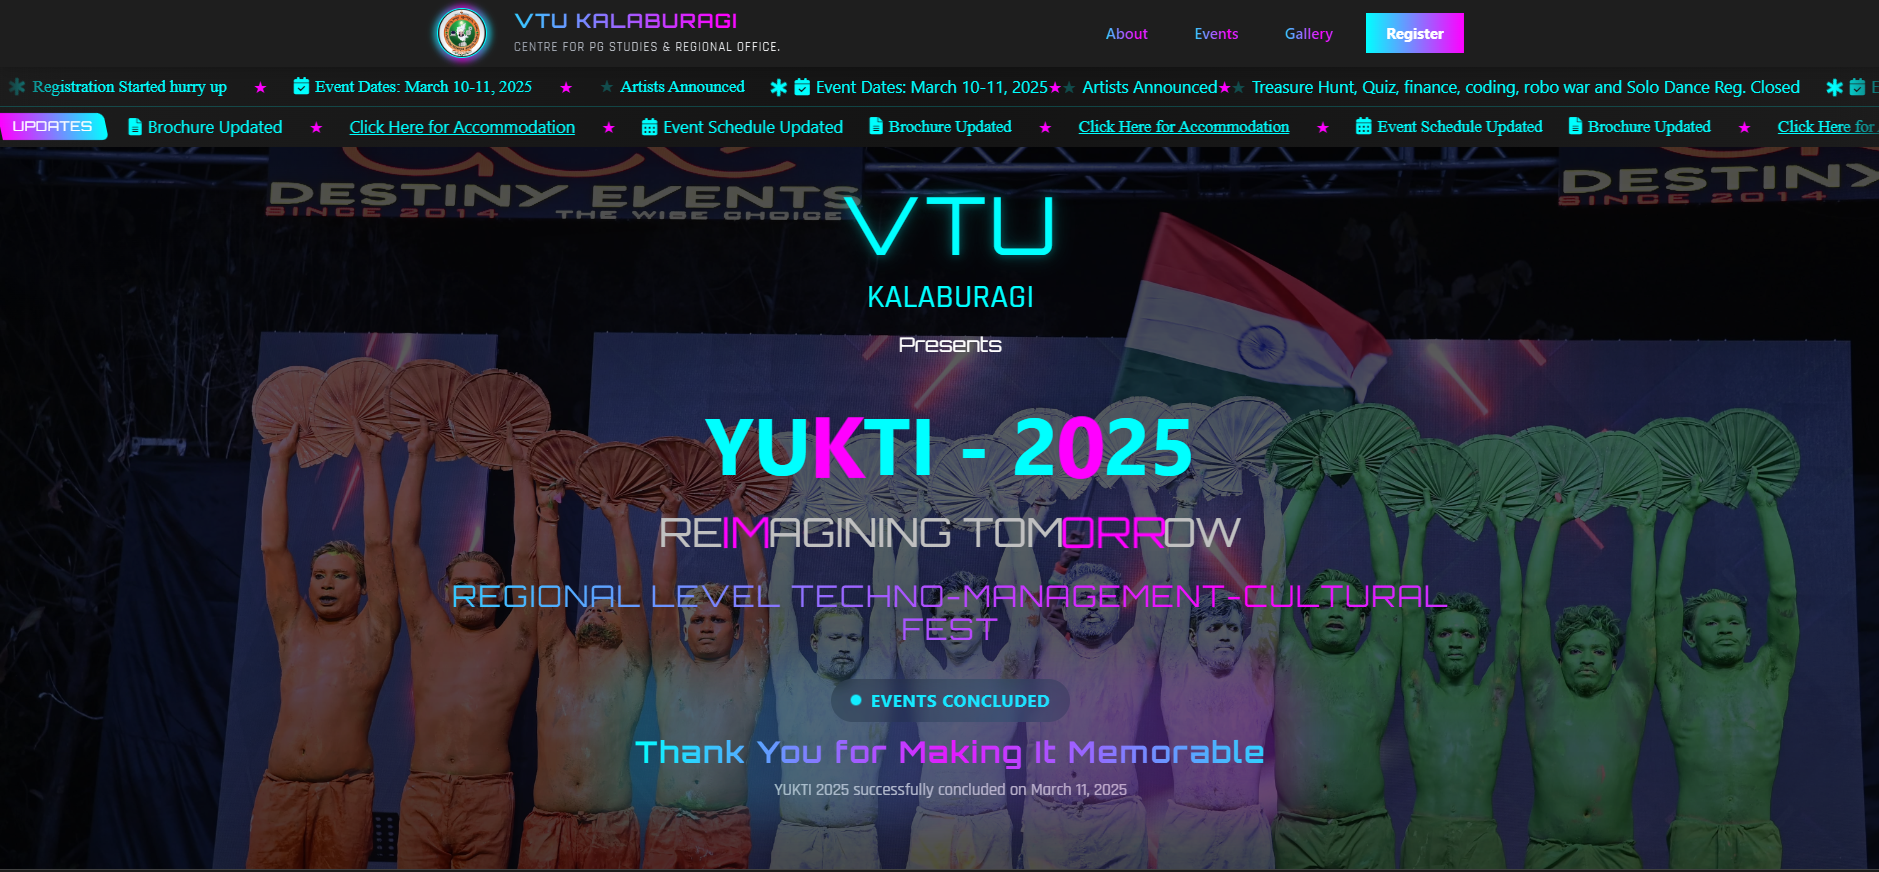 VTU KALABURAGI
CENTRE FOR PG STUDIES & REGIONAL OFFICE.
About Events Gallery Register
Registration Started hurry up ★ Event Dates: March 10-11, 2025 ★ ★ Artists Announced Event Dates: March 10-11, 2025★★ Artists Announced★★ Treasure Hunt, Quiz, finance, coding, robo war and Solo Dance Reg. Closed
UPDATES Brochure Updated ★ Click Here for Accommodation ★ Event Schedule Updated Brochure Updated ★ Click Here for Accommodation ★ Event Schedule Updated Brochure Updated ★ Click Here for
DESTINY EVENTS
SINCE 2014 THE WISE CHOICE
DESTINY
SINCE 2014
VTU
KALABURAGI
Presents
YUKTI - 2025
REIMAGINING TOMORROW
REGIONAL LEVEL TECHNO-MANAGEMENT-CULTURAL
FEST
EVENTS CONCLUDED
Thank You for Making It Memorable
YUKTI 2025 successfully concluded on March 11, 2025